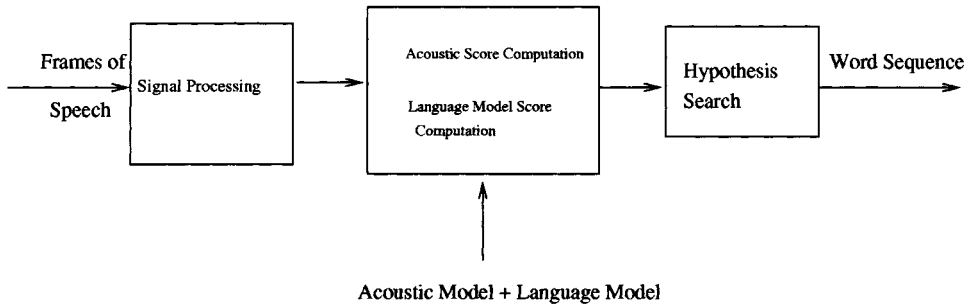 Frames of
Speech
Signal Processing
Acoustic Score Computation
Language Model Score
Computation
Hypothesis
Search
Word Sequence
Acoustic Model + Language Model